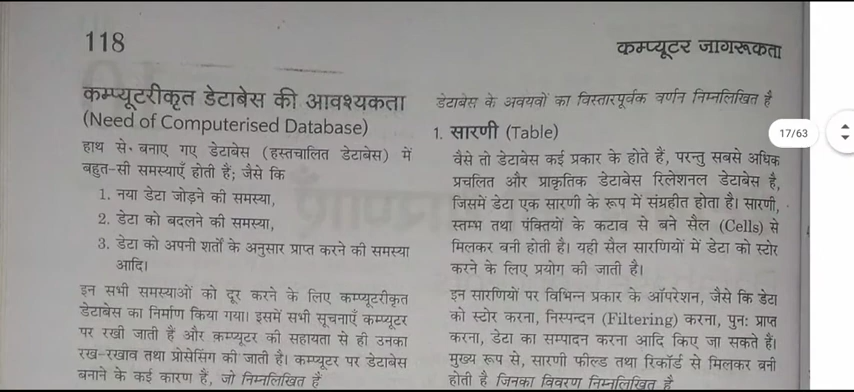 118
कम्प्यूटर जागरूकता
कम्प्यूटरीकृत डेटाबेस की आवश्यकता
(Need of Computerised Database)
हाथ से बनाए गए डेटाबेस (हस्तचालित डेटाबेस) में
बहुत-सी समस्याएँ होती हैं; जैसे कि
1. नया डेटा जोड़ने की समस्या,
2. डेटा को बदलने की समस्या,
3. डेटा को अपनी शर्तों के अनुसार प्राप्त करने की समस्या
आदि।
इन सभी समस्याओं को दूर करने के लिए कम्प्यूटरीकृत
डेटाबेस का निर्माण किया गया। इसमें सभी सूचनाएँ कम्प्यूटर
पर रखी जाती हैं और कम्प्यूटर की सहायता से ही उनका
रख-रखाव तथा प्रोसेसिंग की जाती है। कम्प्यूटर पर डेटाबेस
बनाने के कई कारण हैं, जो निम्नलिखित हैं
डेटाबेस के अवयवों का विस्तारपूर्वक वर्णन निम्नलिखित है
1. सारणी (Table)
वैसे तो डेटाबेस कई प्रकार के होते हैं, परन्तु सबसे अधिक
प्रचलित और प्राकृतिक डेटाबेस रिलेशनल डेटाबेस है,
जिसमें डेटा एक सारणी के रूप में संग्रहीत होता है। सारणी,
स्तम्भ तथा पंक्तियों के कटाव से बने सैल (Cells) से
मिलकर बनी होती है। यही सैल सारणियों में डेटा को स्टोर
करने के लिए प्रयोग की जाती है।
इन सारणियों पर विभिन्न प्रकार के ऑपरेशन, जैसे कि डेटा
को स्टोर करना, निस्पन्दन (Filtering) करना, पुनः प्राप्त
करना, डेटा का सम्पादन करना आदि किए जा सकते हैं।
मुख्य रूप से, सारणी फील्ड तथा रिकॉर्ड से मिलकर बनी
होती है जिनका विवरण निम्नलिखित है
17/63